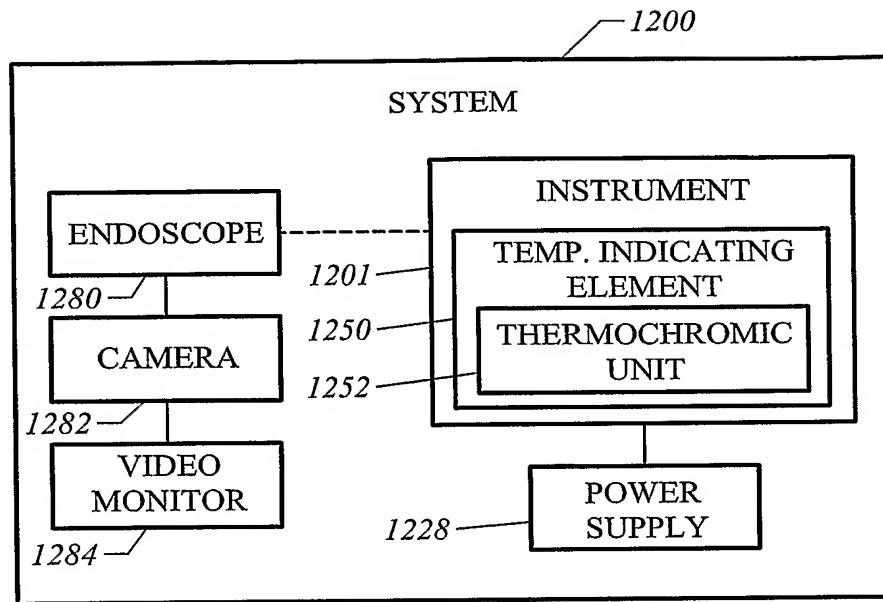 1200
SYSTEM
ENDOSCOPE
1280
CAMERA
1282
VIDEO
MONITOR
1284
INSTRUMENT
1201
TEMP. INDICATING
ELEMENT
1250
THERMOCHROMIC
UNIT
1252
POWER
SUPPLY
1228